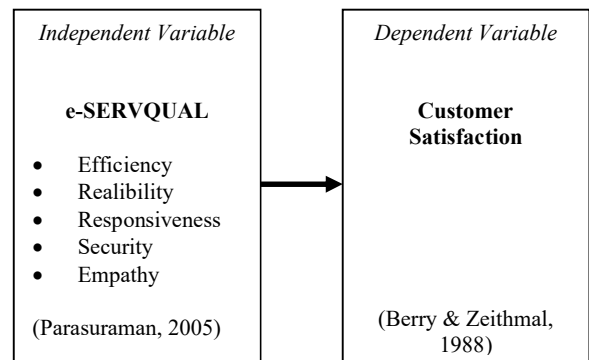 Independent Variable
e-SERVQUAL
• Efficiency
• Realibility
• Responsiveness
• Security
• Empathy
(Parasuraman, 2005)
Dependent Variable
Customer
Satisfaction
(Berry & Zeithmal,
1988)